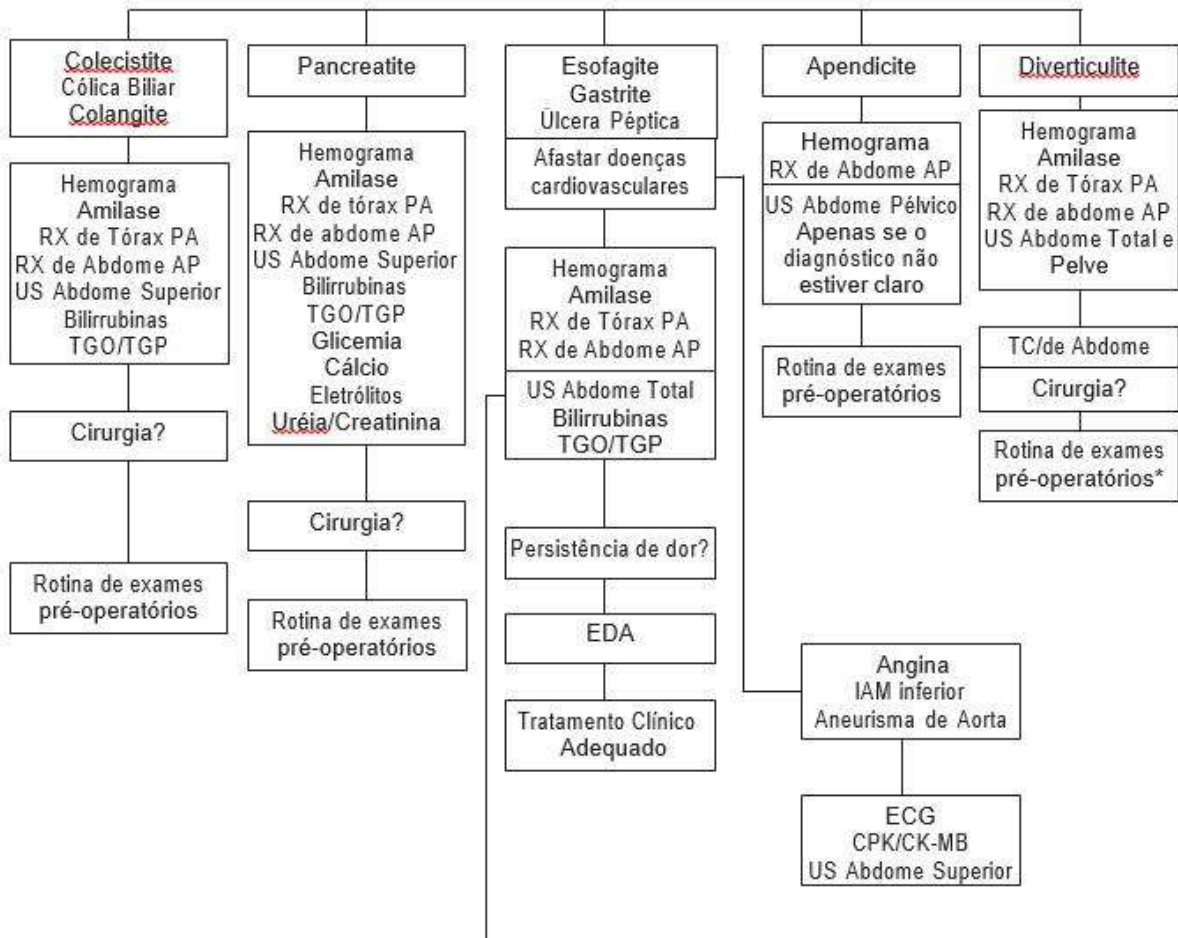 Colecistite
Cólica Biliar
Colangite
Hemograma
Amilase
RX de Tórax PA
RX de Abdome AP
US Abdome Superior
Bilirrubinas
TGO/TGP
Cirurgia?
Rotina de exames
pré-operatórios
Pancreatite
Hemograma
Amilase
RX de tórax PA
RX de abdome AP
US Abdome Superior
Bilirrubinas
TGO/TGP
Glicemia
Cálcio
Eletrólitos
Uréia/Creatinina
Cirurgia?
Rotina de exames
pré-operatórios
Esofagite
Gastrite
Úlcera Péptica
Afastar doenças
cardiovasculares
Hemograma
Amilase
RX de Tórax PA
RX de Abdome AP
US Abdome Total
Bilirrubinas
TGO/TGP
Persistência de dor?
EDA
Tratamento Clínico
Adequado
Apendicite
Hemograma
RX de Abdome AP
US Abdome Pélvico
Apenas se o
diagnóstico não
estiver claro
Rotina de exames
pré-operatórios
Angina
IAM inferior
Aneurisma de Aorta
ECG
CPK/CK-MB
US Abdome Superior
Diverticulite
Hemograma
Amilase
RX de Tórax PA
RX de abdome AP
US Abdome Total e
Pelve
TC/de Abdome
Cirurgia?
Rotina de exames
pré-operatórios*